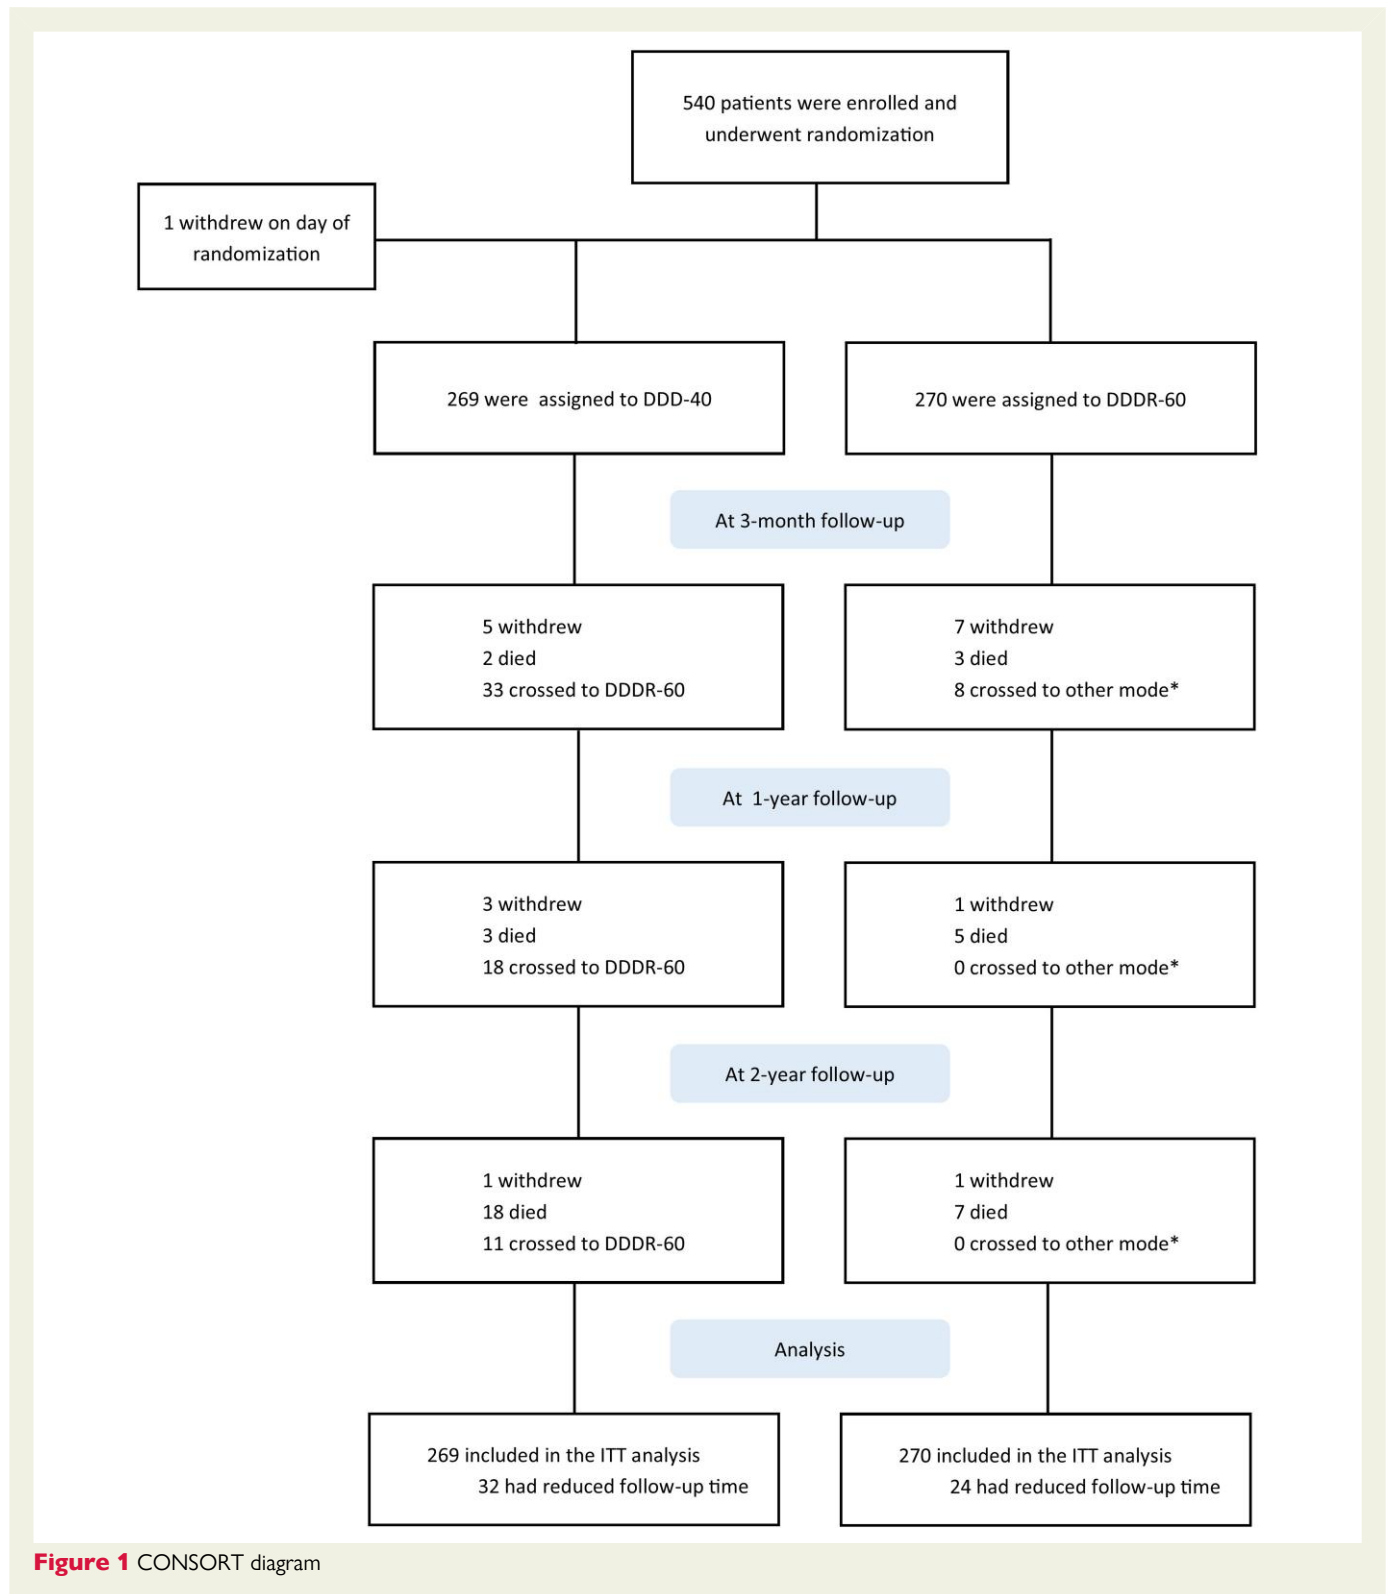 540 patients were enrolled and
underwent randomization
1 withdrew on day of
randomization
269 were assigned to DDD-40
270 were assigned to DDDR-60
At 3-month follow-up
5 withdrew
2 died
33 crossed to DDDR-60
7 withdrew
3 died
8 crossed to other mode*
At 1-year follow-up
3 withdrew
3 died
18 crossed to DDDR-60
1 withdrew
5 died
0 crossed to other mode*
At 2-year follow-up
1 withdrew
18 died
11 crossed to DDDR-60
1 withdrew
7 died
0 crossed to other mode*
Analysis
269 included in the ITT analysis
32 had reduced follow-up time
270 included in the ITT analysis
24 had reduced follow-up time
Figure 1 CONSORT diagram